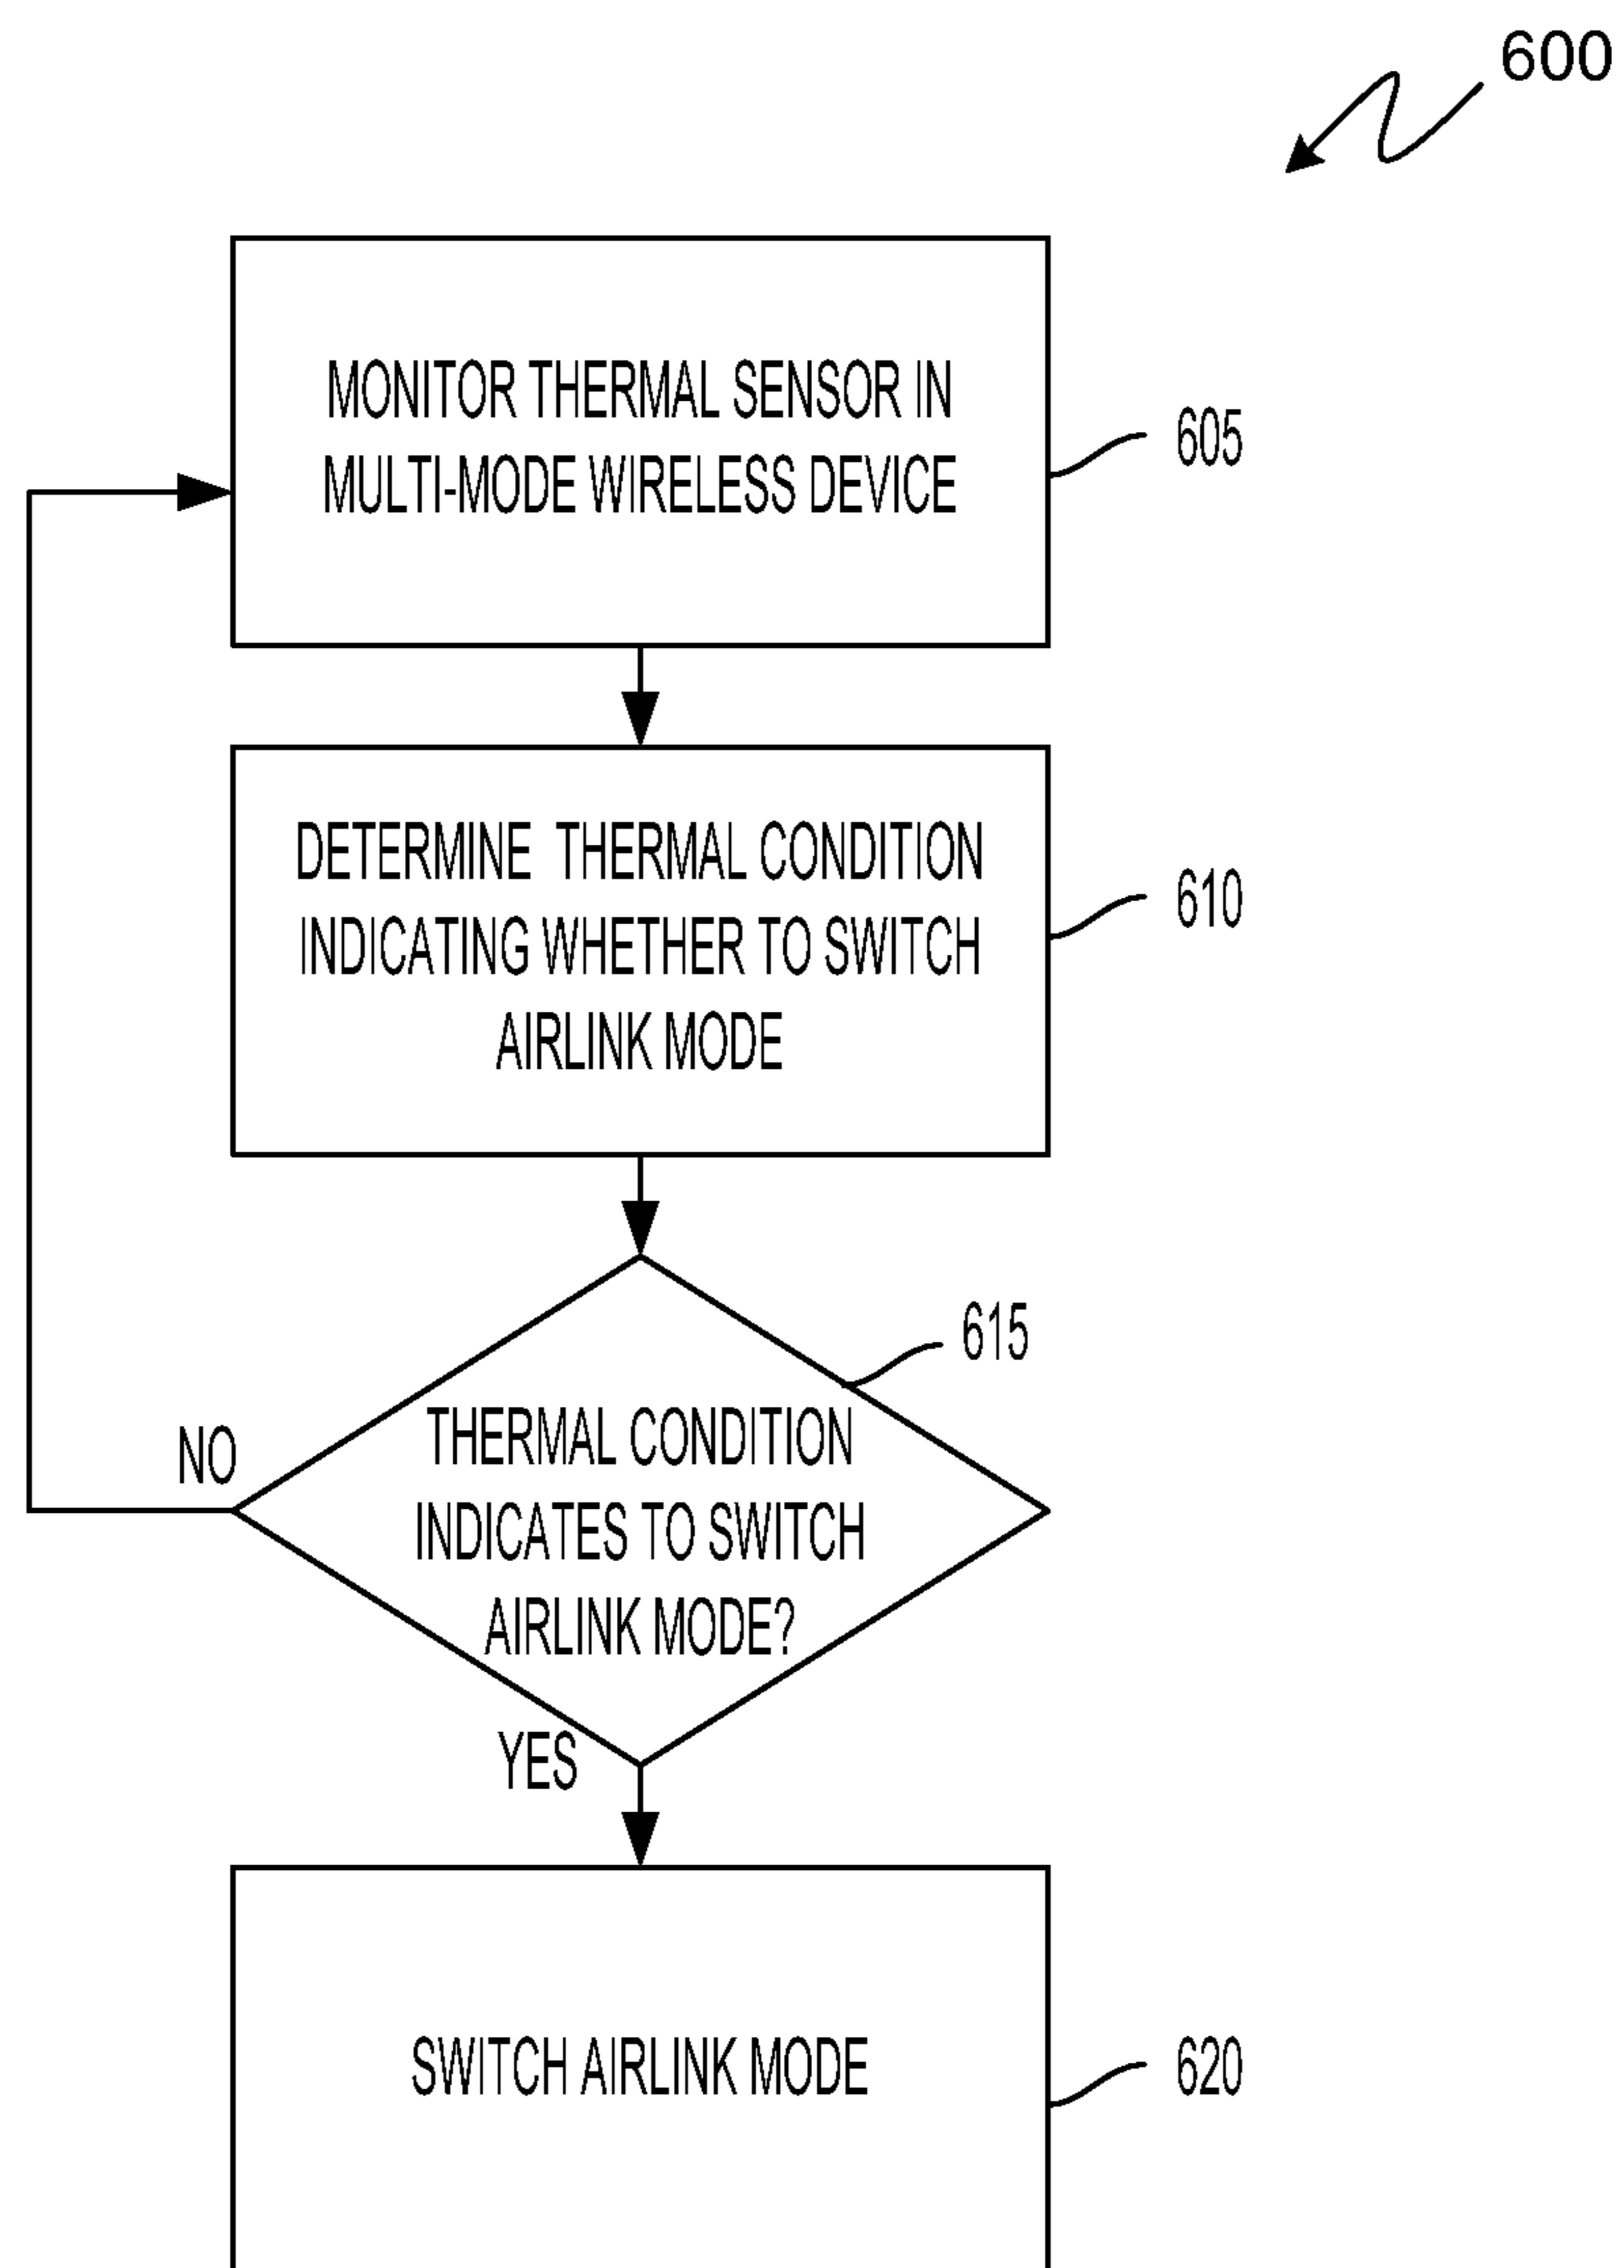 600
MONITOR THERMAL SENSOR IN
MULTI-MODE WIRELESS DEVICE
605
DETERMINE THERMAL CONDITION
INDICATING WHETHER TO SWITCH
AIRLINK MODE
610
615
THERMAL CONDITION
INDICATES TO SWITCH
AIRLINK MODE?
NO
YES
SWITCH AIRLINK MODE
620